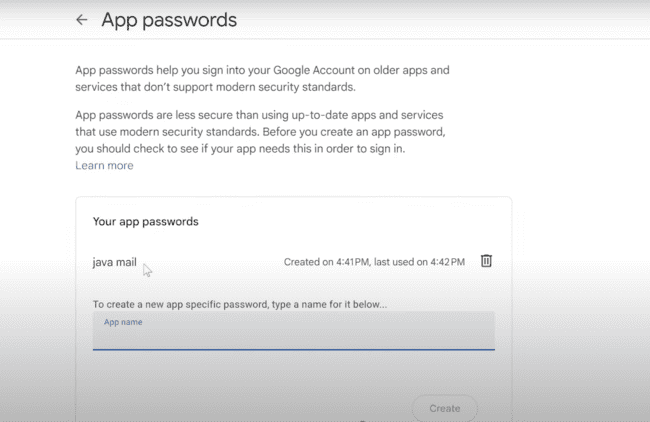 App passwords
App passwords help you sign into your Google Account on older apps and
services that don't support modern security standards.
App passwords are less secure than using up-to-date apps and services
that use modern security standards. Before you create an app password,
you should check to see if your app needs this in order to sign in.
Learn more
Your app passwords
java mail
Created on 4:41 PM, last used on 4:42 PM
To create a new app specific password, type a name for it below...
App name
Create